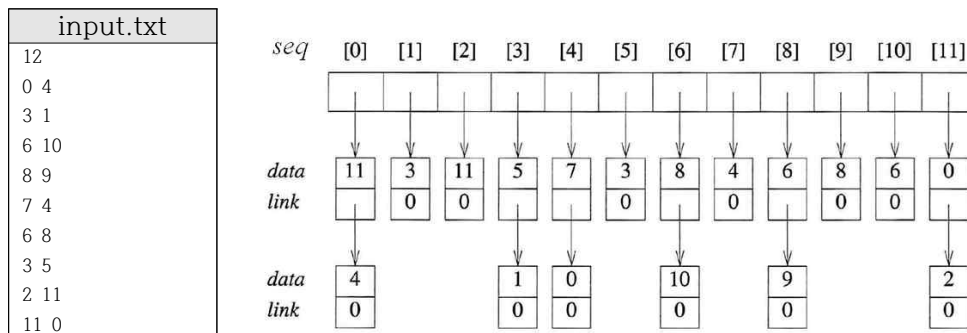 input.txt
12
0 4
3 1
6 10
8 9
7 4
6 8
3 5
2 11
11 0
seq [0] [1] [2] [3] [4] [5] [6] [7] [8] [9] [10] [11]
data 11 3 11 5 7 3 8 4 6 8 6 0
link 0 0 0 0 0 0
data 4 1 0 10 9 2
link 0 0 0 0 0 0